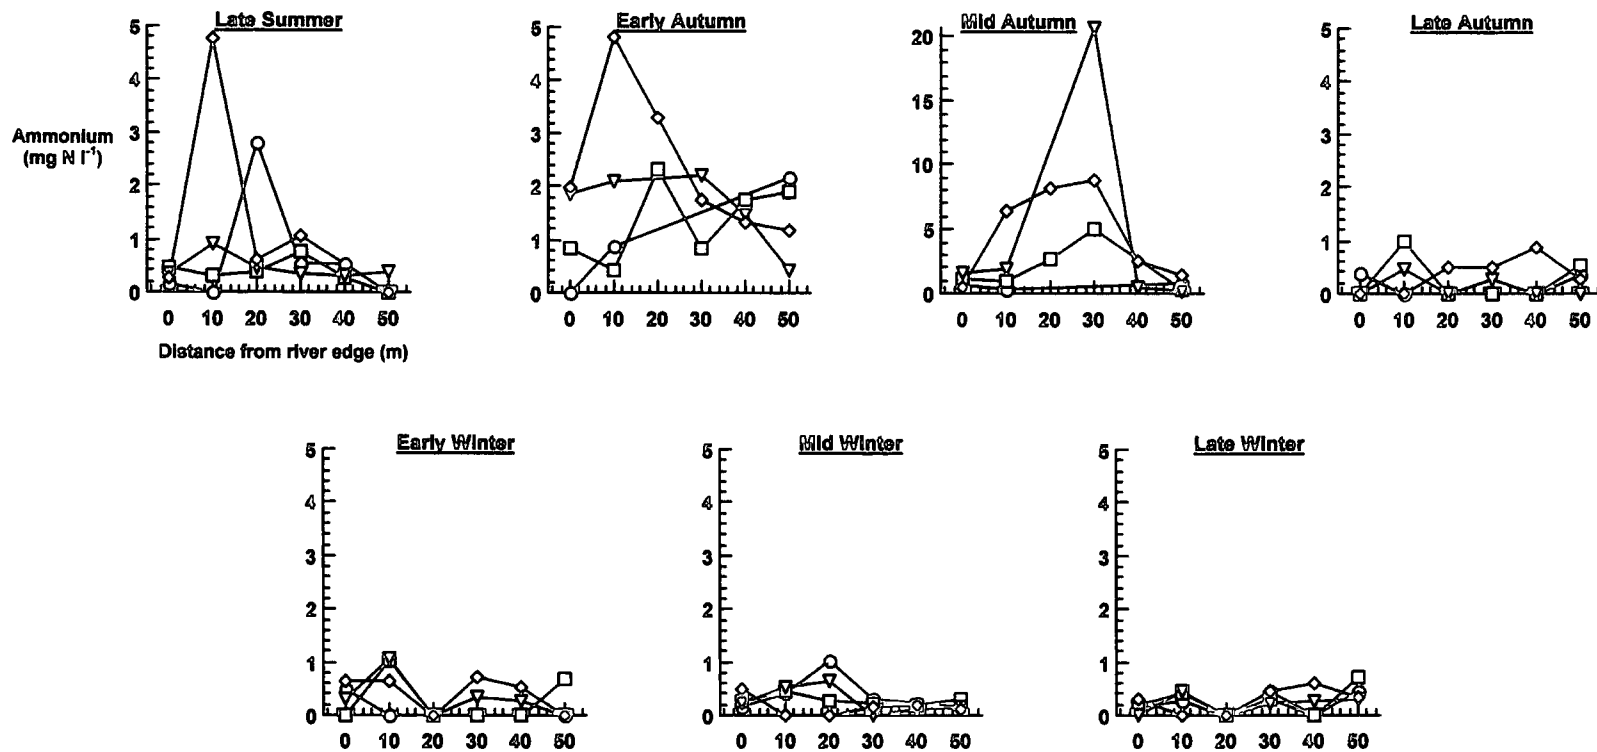 Late Summer
Early Autumn
Mid Autumn
Late Autumn
Ammonium
(mg N l⁻¹)
5
4
3
2
1
0
0 10 20 30 40 50
Distance from river edge (m)
5
4
3
2
1
0
0 10 20 30 40 50
20
15
10
5
0
0 10 20 30 40 50
5
4
3
2
1
0
0 10 20 30 40 50
Early Winter
Mid Winter
Late Winter
5
4
3
2
1
0
0 10 20 30 40 50
5
4
3
2
1
0
0 10 20 30 40 50
5
4
3
2
1
0
0 10 20 30 40 50